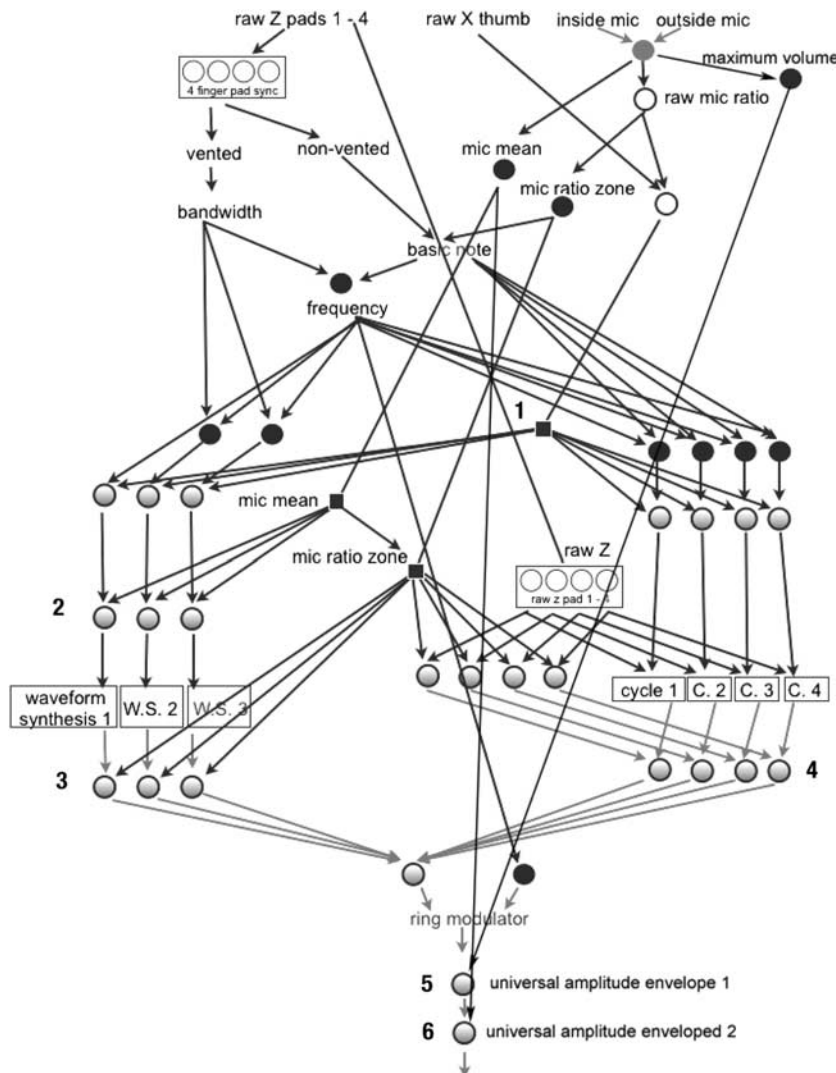 raw Z pads 1 - 4
raw X thumb
inside mic
outside mic
maximum volume
4 finger pad sync
raw mic ratio
vented
non-vented
mic mean
mic ratio zone
bandwidth
basic note
frequency
1
mic mean
mic ratio zone
raw Z
raw z pad 1 - 4
2
waveform
synthesis 1
W.S. 2
W.S. 3
cycle 1
C. 2
C. 3
C. 4
3
4
ring modulator
5
universal amplitude envelope 1
6
universal amplitude enveloped 2